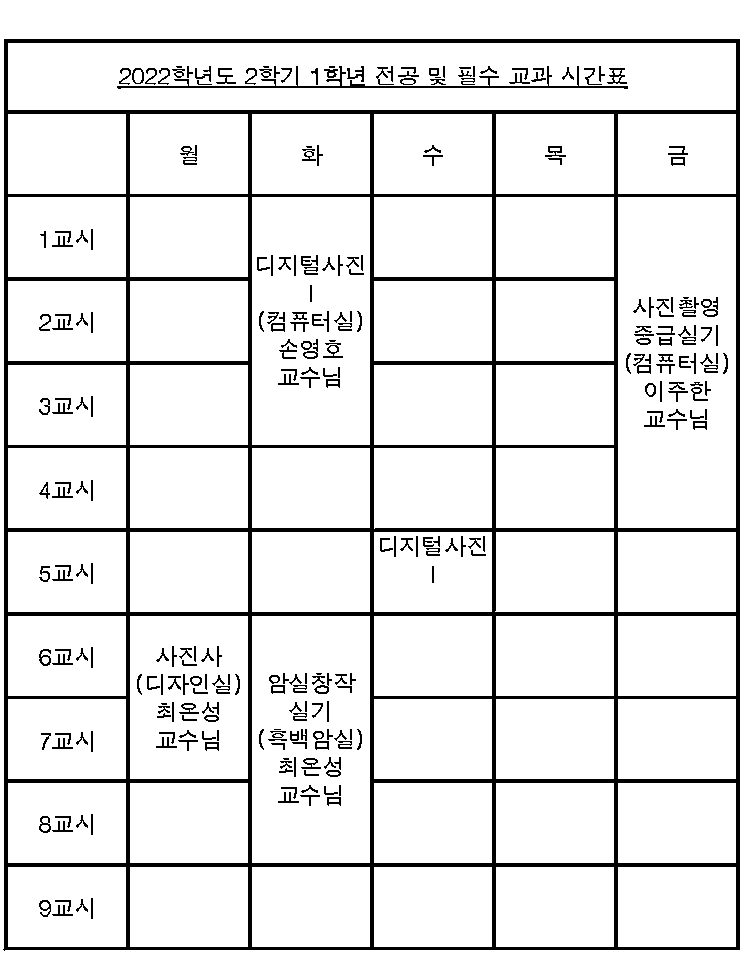 2022학년도 2학기 1학년 전공 및 필수 교과 시간표
월 화 수 목 금
1교시
디지털사진
Ⅰ
(컴퓨터실)
손영호
교수님
2교시
3교시
사진촬영
중급실기
(컴퓨터실)
이주한
교수님
4교시
5교시
디지털사진
Ⅰ
6교시
사진사
(디자인실)
최온성
교수님
암실창작
실기
(흑백암실)
최온성
교수님
7교시
8교시
9교시